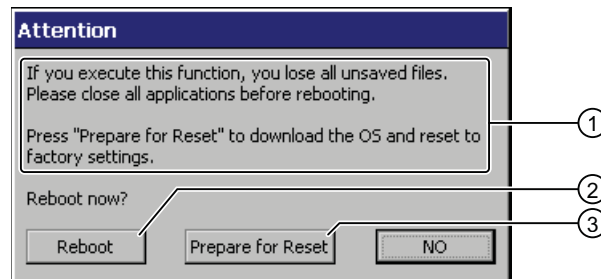 Attention
If you execute this function, you lose all unsaved files.
Please close all applications before rebooting.
Press "Prepare for Reset" to download the OS and reset to
factory settings.
1
Reboot now?
2
3
Reboot
Prepare for Reset
NO